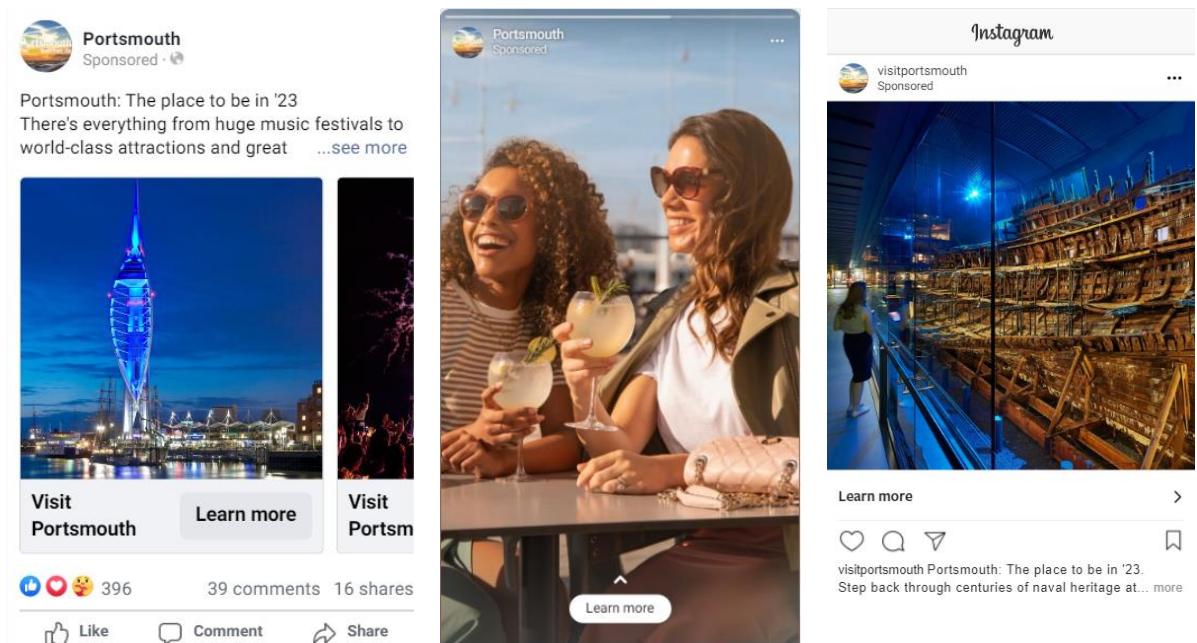 Portsmouth
Sponsored ·
Portsmouth: The place to be in '23
There's everything from huge music festivals to
world-class attractions and great ...see more
Visit
Portsmouth
Learn more
Visit
Portsm
396
39 comments
16 shares
Like
Comment
Share
Portsmouth
Sponsored
Learn more
Instagram
visitportsmouth
Sponsored
Learn more
visitportsmouth Portsmouth: The place to be in '23.
Step back through centuries of naval heritage at... more